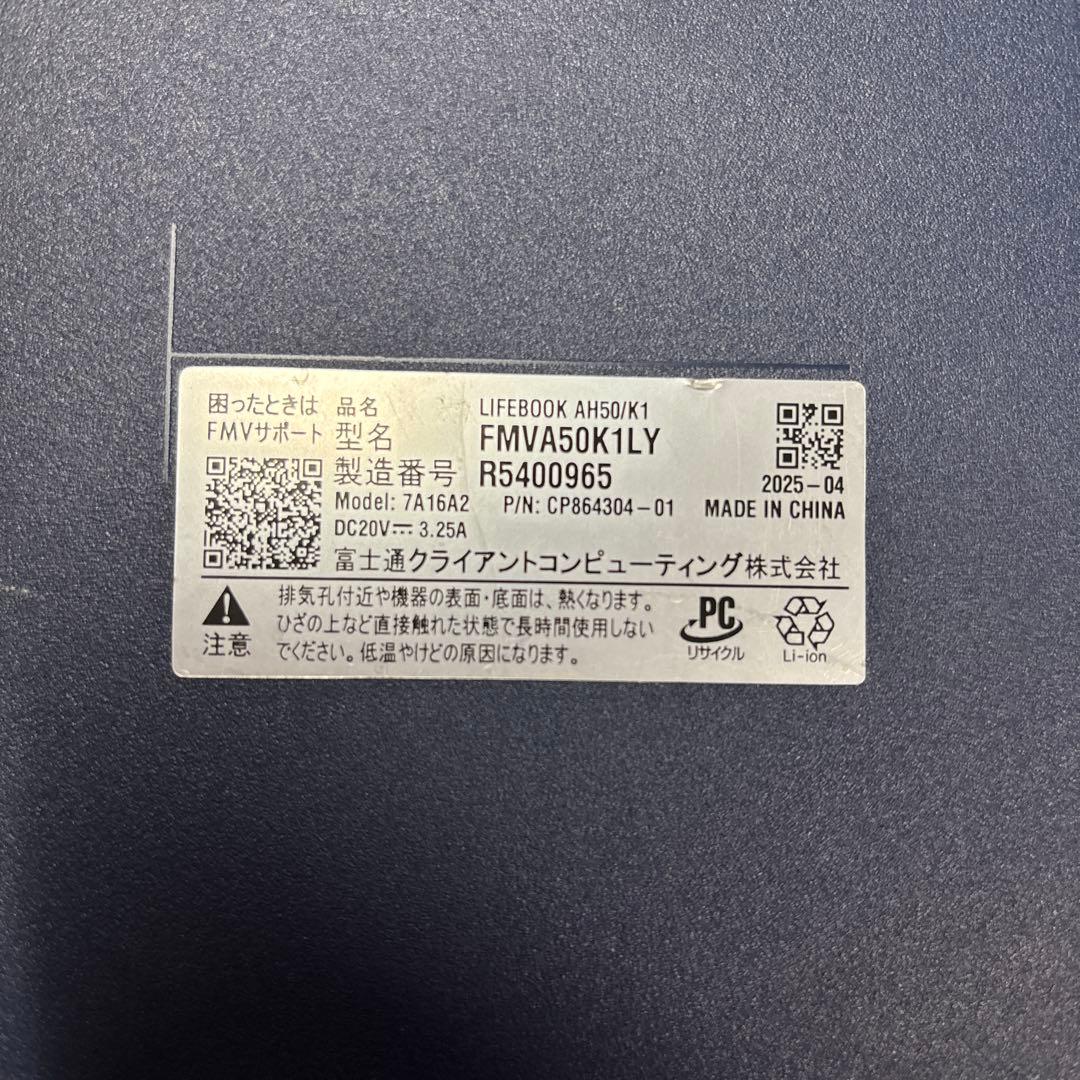 困ったときは
FMVサポート
品名 LIFEBOOK AH50/K1
型名 FMVA50K1LY
製造番号 R5400965
Model: 7A16A2 P/N: CP864304-01
DC20V⎓ 3.25A
2025-04
MADE IN CHINA
富士通クライアントコンピューティング株式会社
注意
排気孔付近や機器の表面・底面は、熱くなります。
ひざの上など直接触れた状態で長時間使用しない
でください。低温やけどの原因になります。
PC
リサイクル
Li-ion